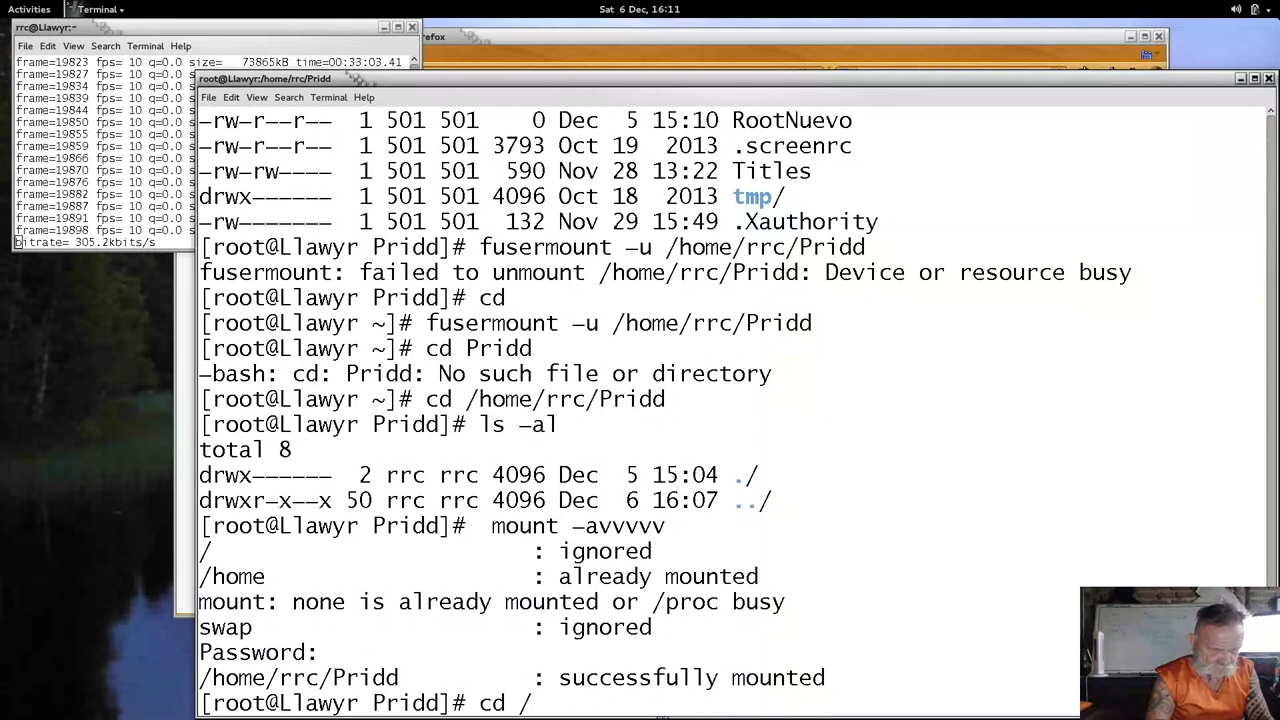 Activities Terminal Sat 6 Dec, 16:11
rrc@Llawyr:~
File Edit View Search Terminal Help
frame=19823 fps= 10 q=0.0 size= 73865kB time=00:33:03.41
frame=19827 fps= 10 q=0.0 s
frame=19834 fps= 10 q=0.0 s
frame=19839 fps= 10 q=0.0 s
frame=19844 fps= 10 q=0.0 s
frame=19850 fps= 10 q=0.0 s
frame=19855 fps= 10 q=0.0 s
frame=19859 fps= 10 q=0.0 s
frame=19866 fps= 10 q=0.0 s
frame=19870 fps= 10 q=0.0 s
frame=19876 fps= 10 q=0.0 s
frame=19882 fps= 10 q=0.0 s
frame=19887 fps= 10 q=0.0 s
frame=19891 fps= 10 q=0.0 s
frame=19898 fps= 10 q=0.0 s
bitrate= 305.2kbits/s
efox
root@Llawyr:/home/rrc/Pridd
File Edit View Search Terminal Help
-rw-r--r-- 1 501 501 0 Dec 5 15:10 RootNuevo
-rw-r--r-- 1 501 501 3793 Oct 19 2013 .screenrc
-rw-rw---- 1 501 501 590 Nov 28 13:22 Titles
drwx------ 1 501 501 4096 Oct 18 2013 tmp/
-rw------- 1 501 501 132 Nov 29 15:49 .Xauthority
[root@Llawyr Pridd]# fusermount -u /home/rrc/Pridd
fusermount: failed to unmount /home/rrc/Pridd: Device or resource busy
[root@Llawyr Pridd]# cd
[root@Llawyr ~]# fusermount -u /home/rrc/Pridd
[root@Llawyr ~]# cd Pridd
-bash: cd: Pridd: No such file or directory
[root@Llawyr ~]# cd /home/rrc/Pridd
[root@Llawyr Pridd]# ls -al
total 8
drwx------ 2 rrc rrc 4096 Dec 5 15:04 ./
drwxr-x--x 50 rrc rrc 4096 Dec 6 16:07 ../
[root@Llawyr Pridd]#  mount -avvvvv
/ : ignored
/home : already mounted
mount: none is already mounted or /proc busy
swap : ignored
Password:
/home/rrc/Pridd : successfully mounted
[root@Llawyr Pridd]# cd /